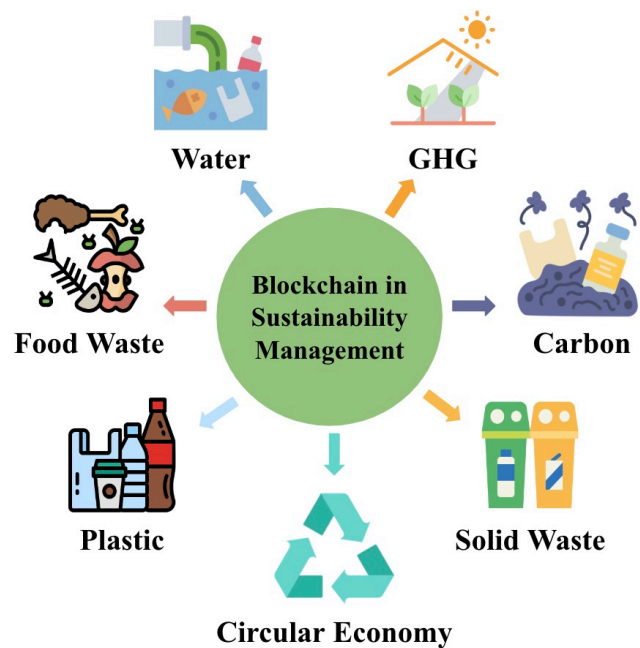 Water
GHG
Blockchain in
Sustainability
Management
Food Waste
Carbon
Plastic
Solid Waste
Circular Economy